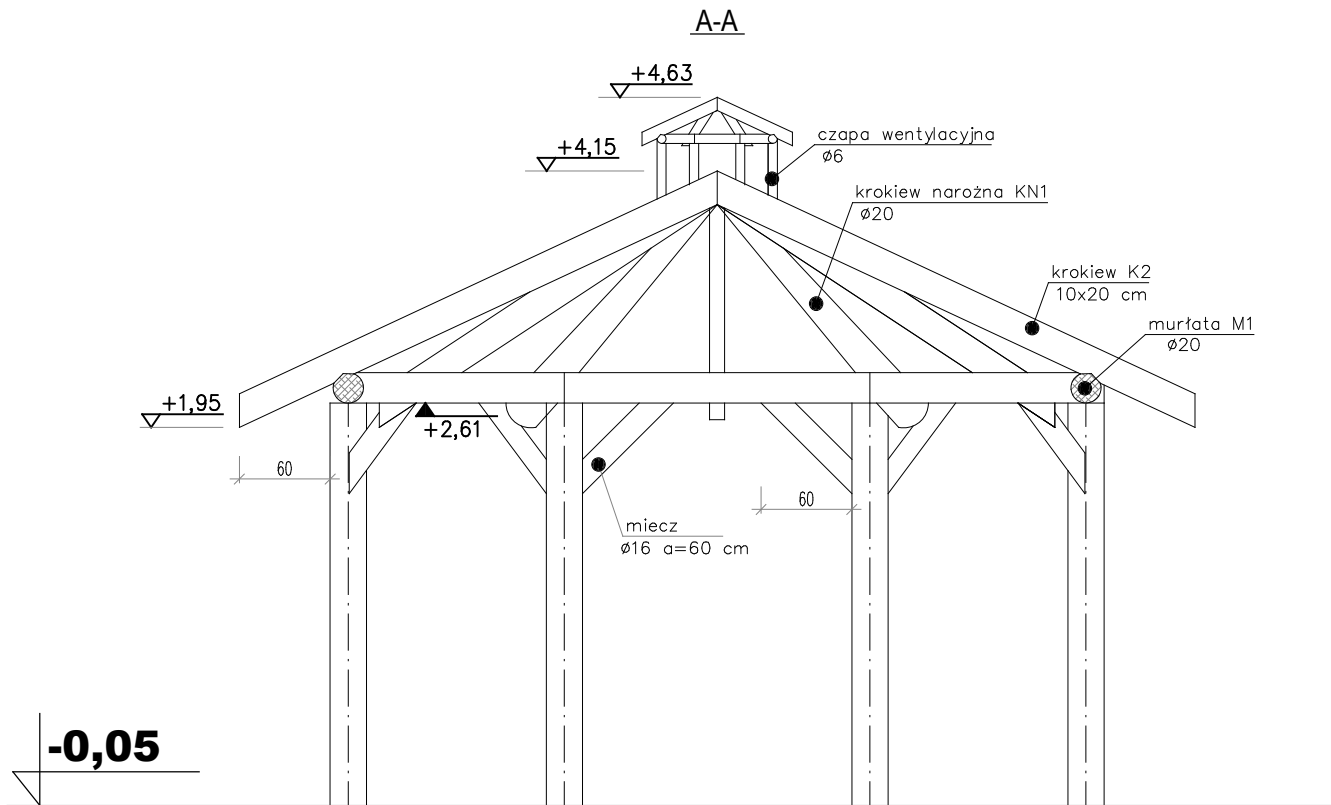 A-A
+4,63
+4,15
czapa wentylacyjna
ø6
krokiew narożna KN1
ø20
krokiew K2
10x20 cm
murłata M1
ø20
+1,95
+2,61
60
60
miecz
ø16 a=60 cm
-0,05